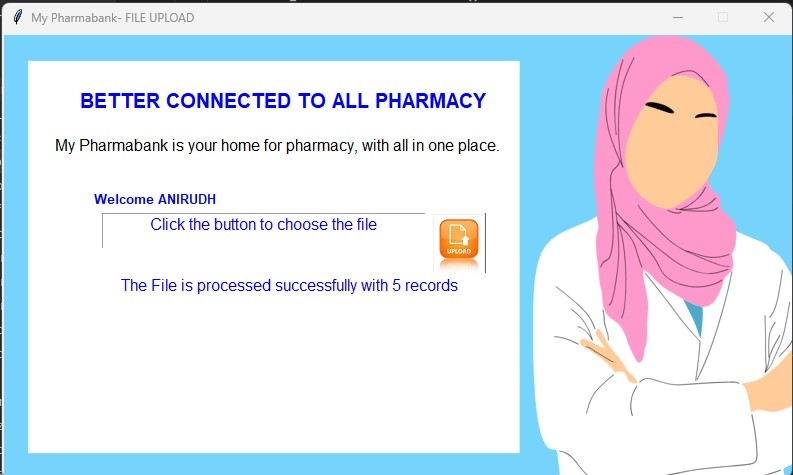 My Pharmabank- FILE UPLOAD
BETTER CONNECTED TO ALL PHARMACY
My Pharmabank is your home for pharmacy, with all in one place.
Welcome ANIRUDH
Click the button to choose the file
UPLOAD
The File is processed successfully with 5 records